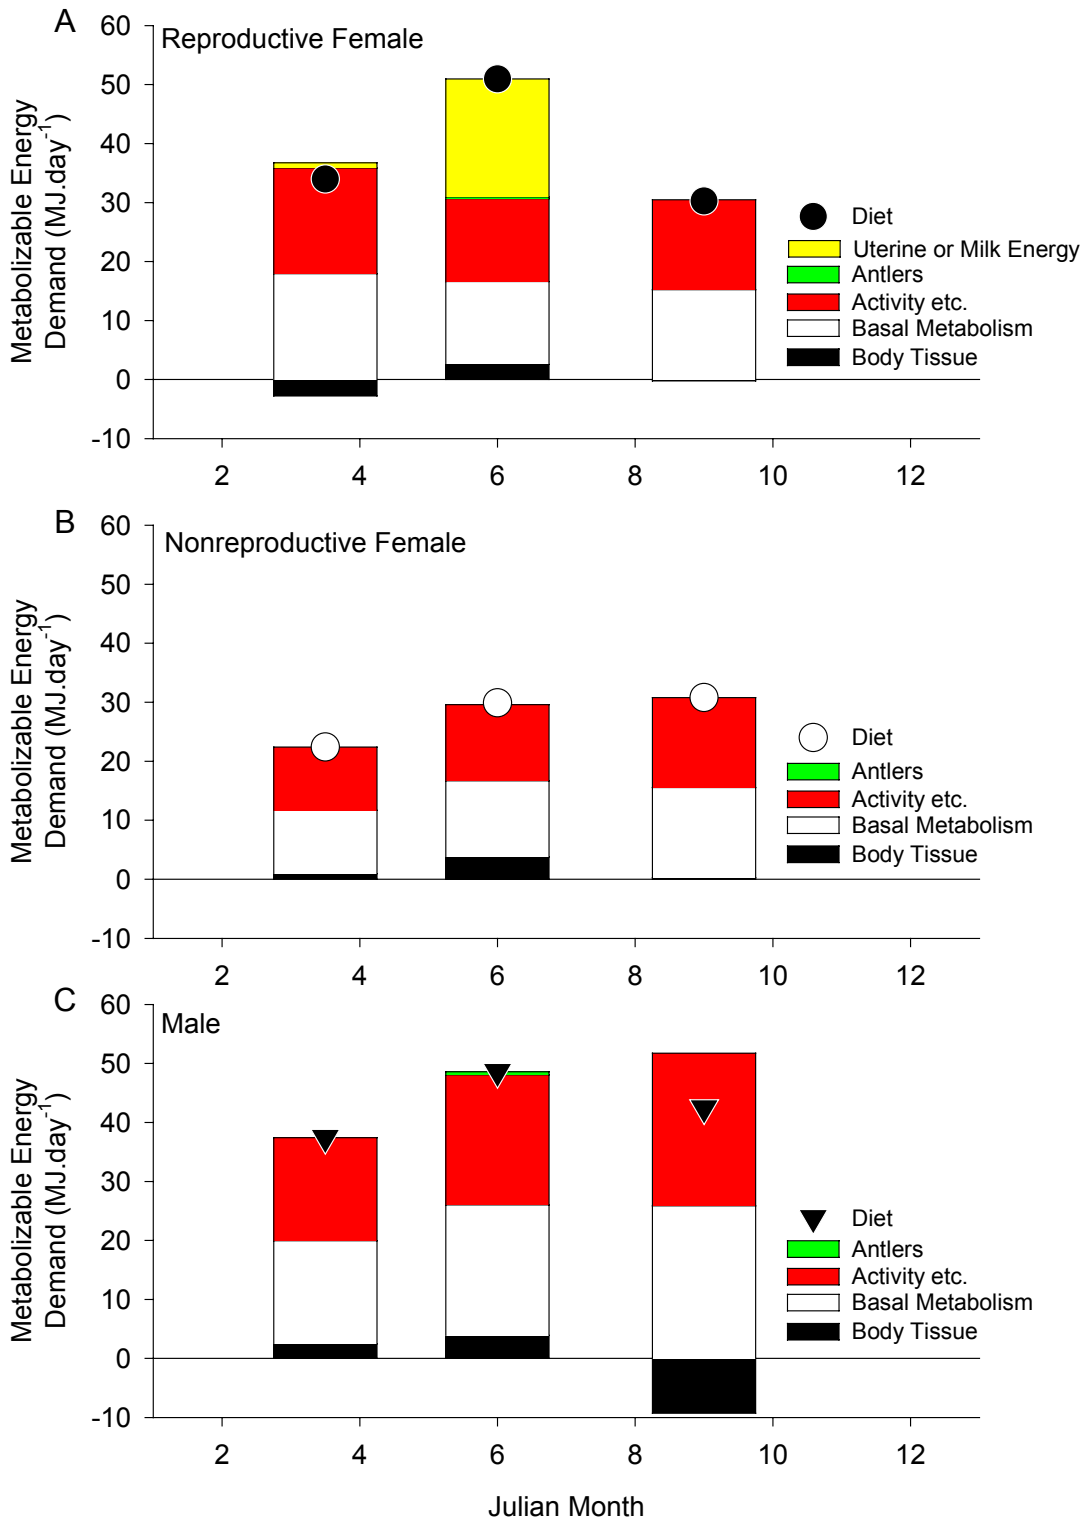 A
Reproductive Female
Metabolizable Energy
Demand (MJ.day-1)
60
50
40
30
20
10
0
-10
2 4 6 8 10 12
Diet
Uterine or Milk Energy
Antlers
Activity etc.
Basal Metabolism
Body Tissue
B
Nonreproductive Female
Metabolizable Energy
Demand (MJ.day-1)
60
50
40
30
20
10
0
-10
2 4 6 8 10 12
Diet
Antlers
Activity etc.
Basal Metabolism
Body Tissue
C
Male
Metabolizable Energy
Demand (MJ.day-1)
60
50
40
30
20
10
0
-10
2 4 6 8 10 12
Diet
Antlers
Activity etc.
Basal Metabolism
Body Tissue
Julian Month